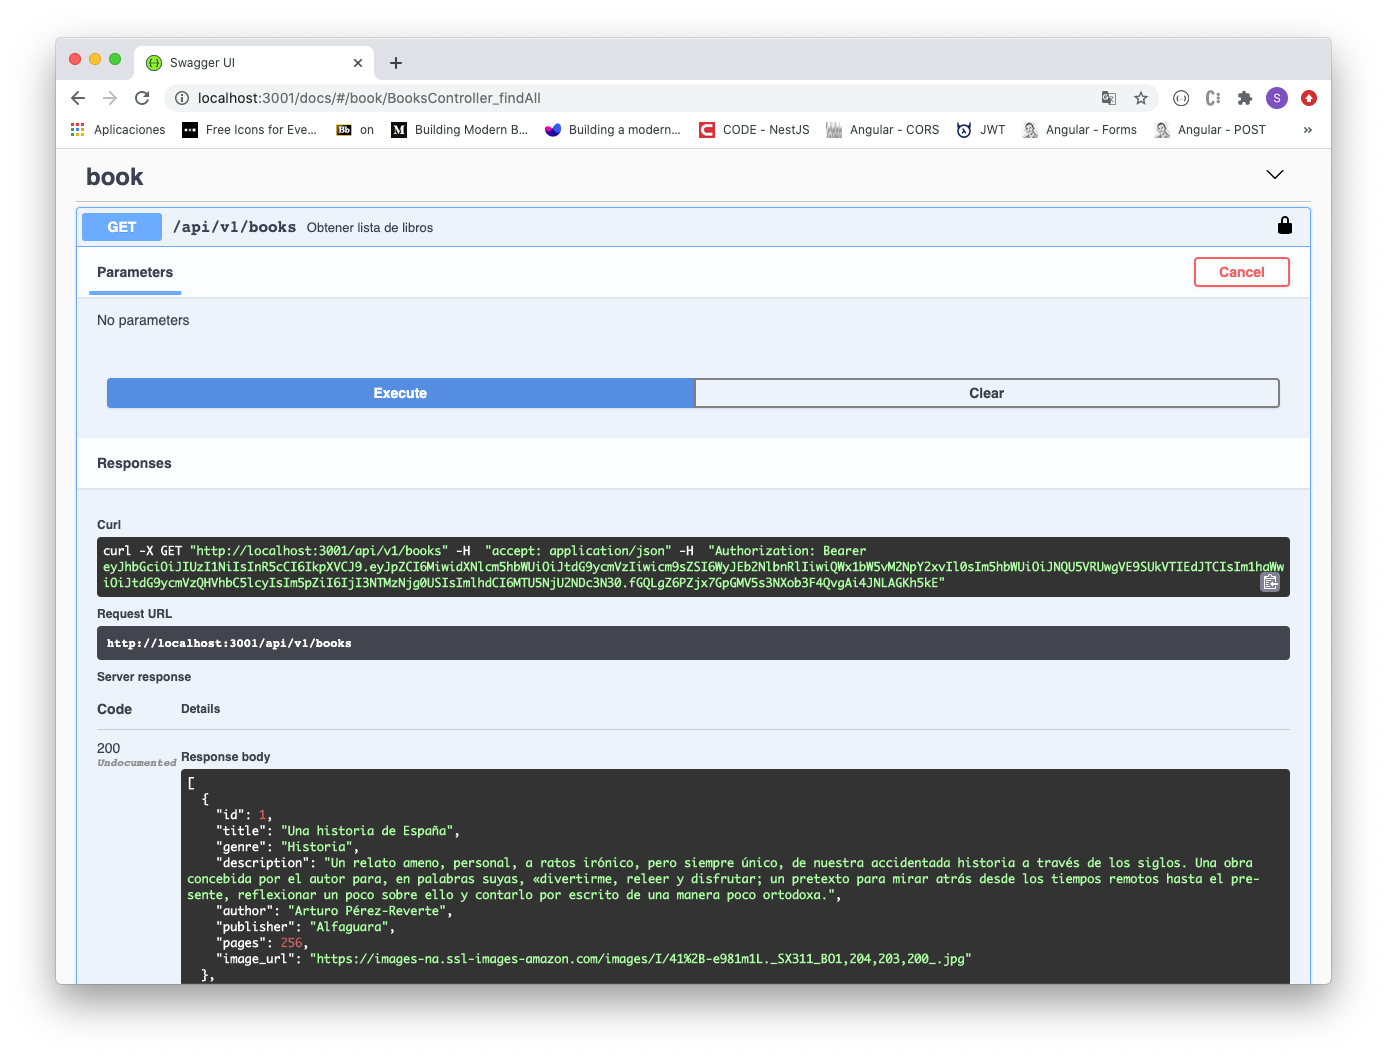 Swagger UI
localhost:3001/docs/#/book/BooksController_findAll
S
Aplicaciones
Free Icons for Eve...
Bb on
M Building Modern B...
Building a modern...
CODE - NestJS
Angular - CORS
JWT
Angular - Forms
Angular - POST
»
book
GET /api/v1/books Obtener lista de libros
Parameters
Cancel
No parameters
Execute
Clear
Responses
Curl
curl -X GET "http://localhost:3001/api/v1/books" -H  "accept: application/json" -H  "Authorization: Bearer
Request URL
http://localhost:3001/api/v1/books
Server response
Code Details
200
Undocumented
Response body
[
{
"id": 1,
"title": "Una historia de España",
"genre": "Historia",
"description": "Un relato ameno, personal, a ratos irónico, pero siempre único, de nuestra accidentada historia a través de los siglos. Una obra
concebida por el autor para, en palabras suyas, «divertirme, releer y disfrutar; un pretexto para mirar atrás desde los tiempos remotos hasta el pre-
sente, reflexionar un poco sobre ello y contarlo por escrito de una manera poco ortodoxa.",
"author": "Arturo Pérez-Reverte",
"publisher": "Alfaguara",
"pages": 256,
"image_url": "https://images-na.ssl-images-amazon.com/images/I/41%2B-e981m1L._SX311_BO1,204,203,200_.jpg"
},